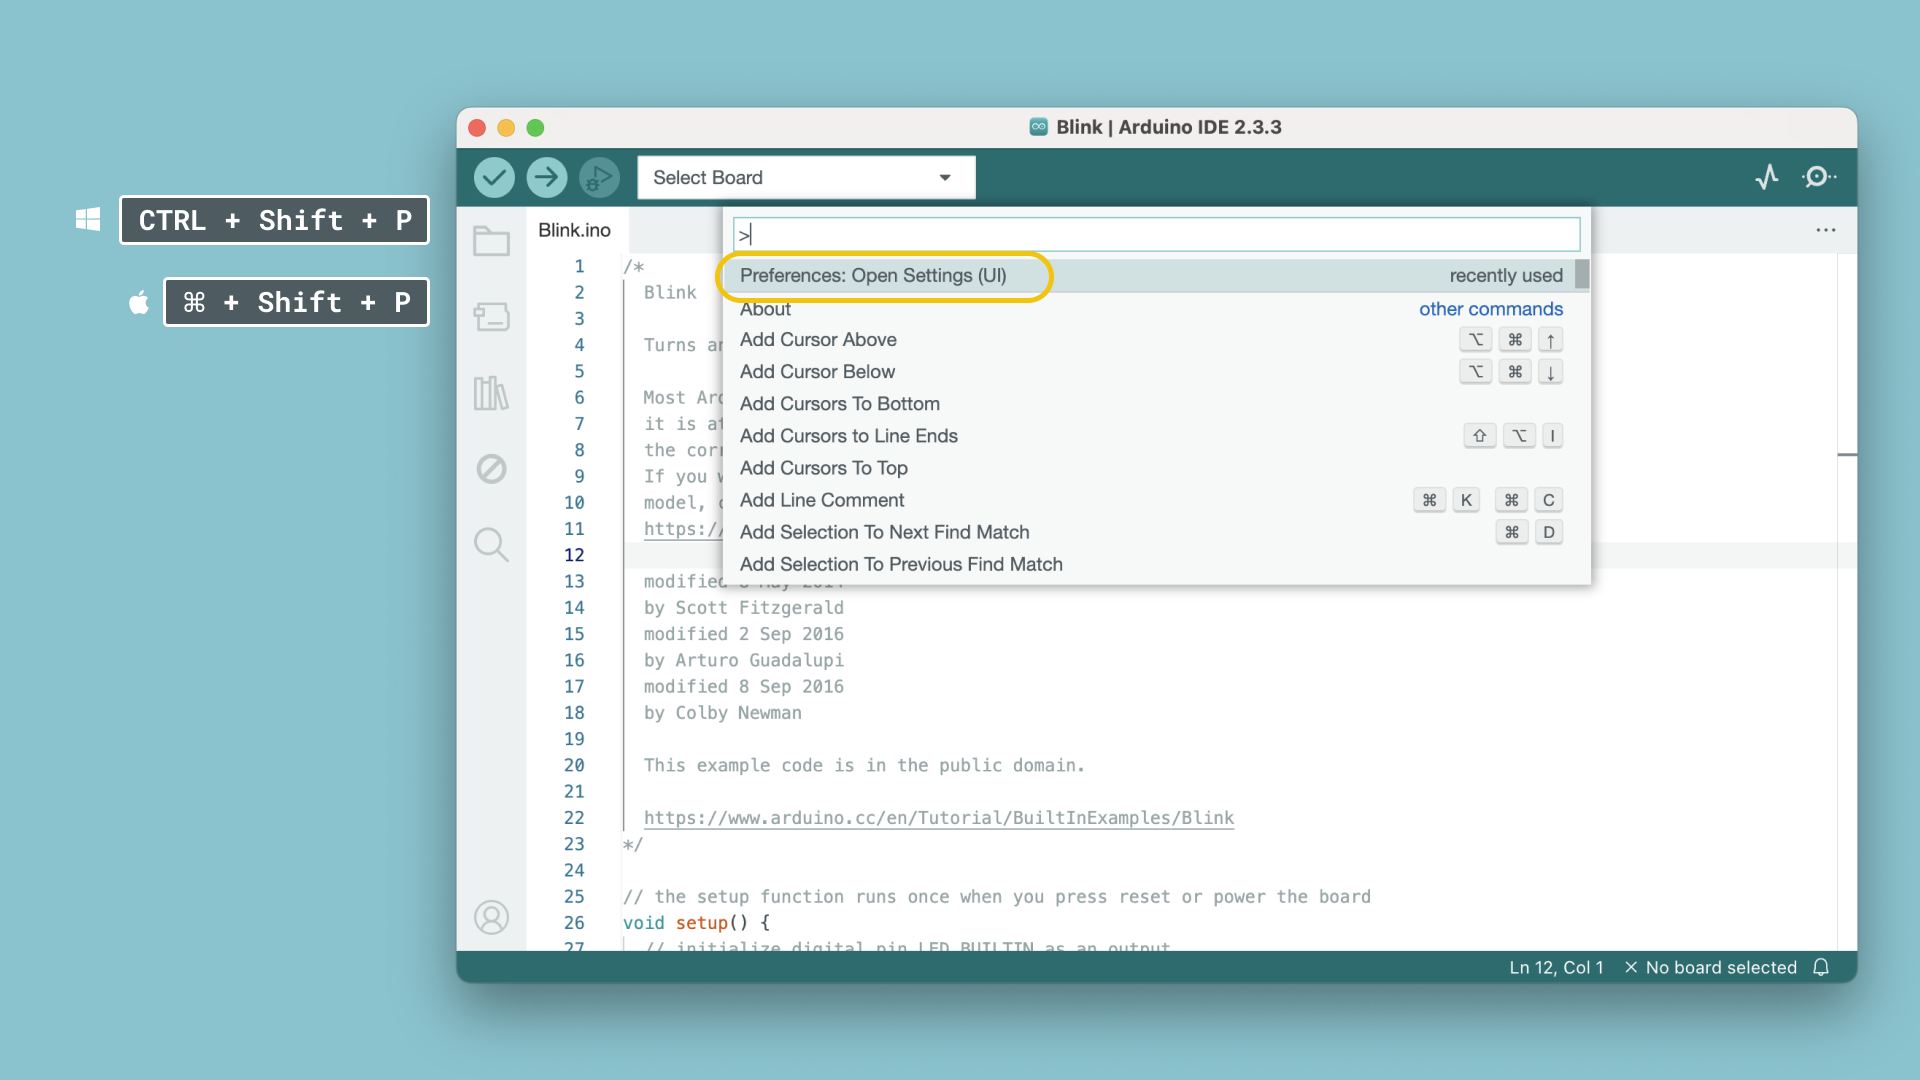 CTRL + Shift + P
⌘ + Shift + P
Blink | Arduino IDE 2.3.3
Select Board
Blink.ino
>
Preferences: Open Settings (UI) recently used
About other commands
Add Cursor Above ⌥ ⌘ ↑
Add Cursor Below ⌥ ⌘ ↓
Add Cursors To Bottom
Add Cursors to Line Ends ⇧ ⌥ I
Add Cursors To Top
Add Line Comment ⌘ K ⌘ C
Add Selection To Next Find Match ⌘ D
Add Selection To Previous Find Match
1 /*
2 Blink
3
4 Turns
5
6 Most
7 it is
8 the
9 If you
10 model,
11 https://
12
13 modified
14 by Scott Fitzgerald
15 modified 2 Sep 2016
16 by Arturo Guadalupi
17 modified 8 Sep 2016
18 by Colby Newman
19
20 This example code is in the public domain.
21
22 https://www.arduino.cc/en/Tutorial/BuiltInExamples/Blink
23 */
24
25 // the setup function runs once when you press reset or power the board
26 void setup() {
27 // initialize digital pin LED_BUILTIN as an output
Ln 12, Col 1 × No board selected